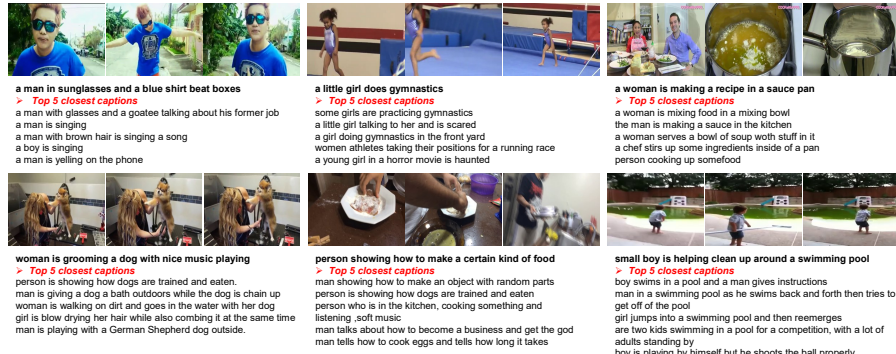 a man in sunglasses and a blue shirt beat boxes
➢ Top 5 closest captions
a man with glasses and a goatee talking about his former job
a man is singing
a man with brown hair is singing a song
a boy is singing
a man is yelling on the phone
a little girl does gymnastics
➢ Top 5 closest captions
some girls are practicing gymnastics
a little girl talking to her and is scared
a girl doing gymnastics in the front yard
women athletes taking their positions for a running race
a young girl in a horror movie is haunted
a woman is making a recipe in a sauce pan
➢ Top 5 closest captions
a woman is mixing food in a mixing bowl
the man is making a sauce in the kitchen
a woman serves a bowl of soup woth stuff in it
a chef stirs up some ingredients inside of a pan
person cooking up somefood
woman is grooming a dog with nice music playing
➢ Top 5 closest captions
person is showing how dogs are trained and eaten.
man is giving a dog a bath outdoors while the dog is chain up
woman is walking on dirt and goes in the water with her dog
girl is blow drying her hair while also combing it at the same time
man is playing with a German Shepherd dog outside.
person showing how to make a certain kind of food
➢ Top 5 closest captions
man showing how to make an object with random parts
person is showing how dogs are trained and eaten
person who is in the kitchen, cooking something and
listening ,soft music
man talks about how to become a business and get the god
man tells how to cook eggs and tells how long it takes
small boy is helping clean up around a swimming pool
➢ Top 5 closest captions
boy swims in a pool and a man gives instructions
man in a swimming pool as he swims back and forth then tries to
get off of the pool
girl jumps into a swimming pool and then reemerges
are two kids swimming in a pool for a competition, with a lot of
adults standing by
boy is playing by himself but he shoots the ball properly